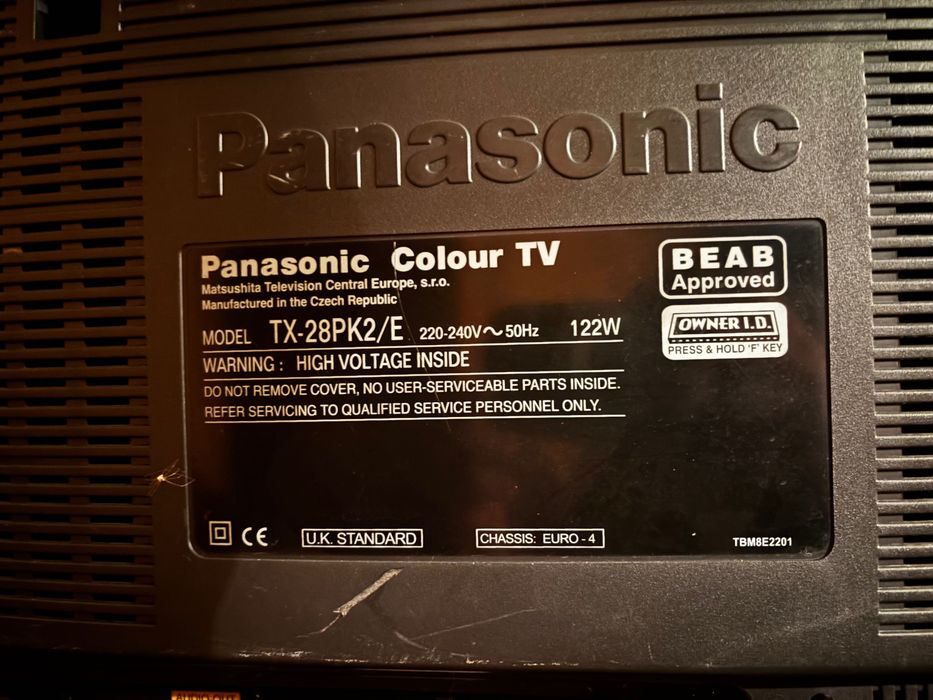 Panasonic
Panasonic Colour TV
Matsushita Television Central Europe, s.r.o.
Manufactured in the Czech Republic
MODEL TX-28PK2/E 220-240V～50Hz 122W
WARNING : HIGH VOLTAGE INSIDE
DO NOT REMOVE COVER, NO USER-SERVICEABLE PARTS INSIDE.
REFER SERVICING TO QUALIFIED SERVICE PERSONNEL ONLY.
BEAB
Approved
OWNER I.D.
PRESS & HOLD 'F' KEY
CE
U.K. STANDARD
CHASSIS: EURO - 4
TBM8E2201
AUDIO OUT